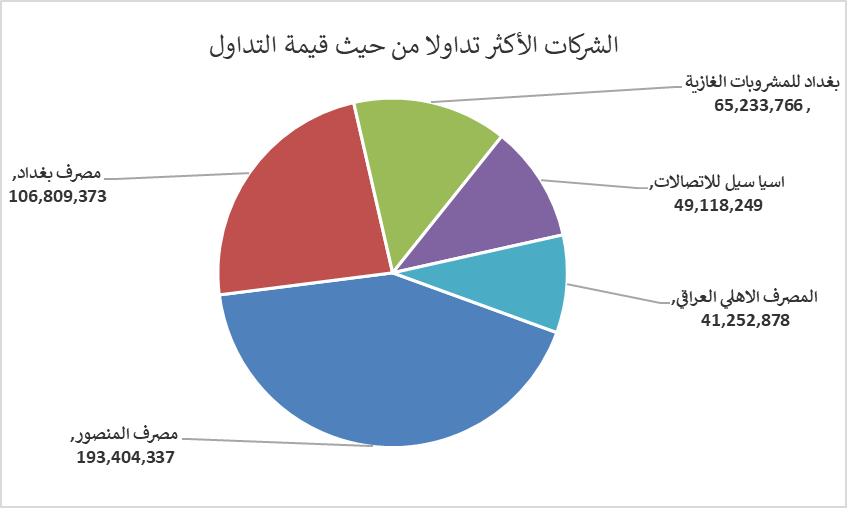 الشركات الأكثر تداولا من حيث قيمة التداول
بغداد للمشروبات الغازية
, 65,233,766
اسيا سيل للاتصالات,
49,118,249
المصرف الاهلي العراقي,
41,252,878
مصرف المنصور,
193,404,337
مصرف بغداد,
106,809,373